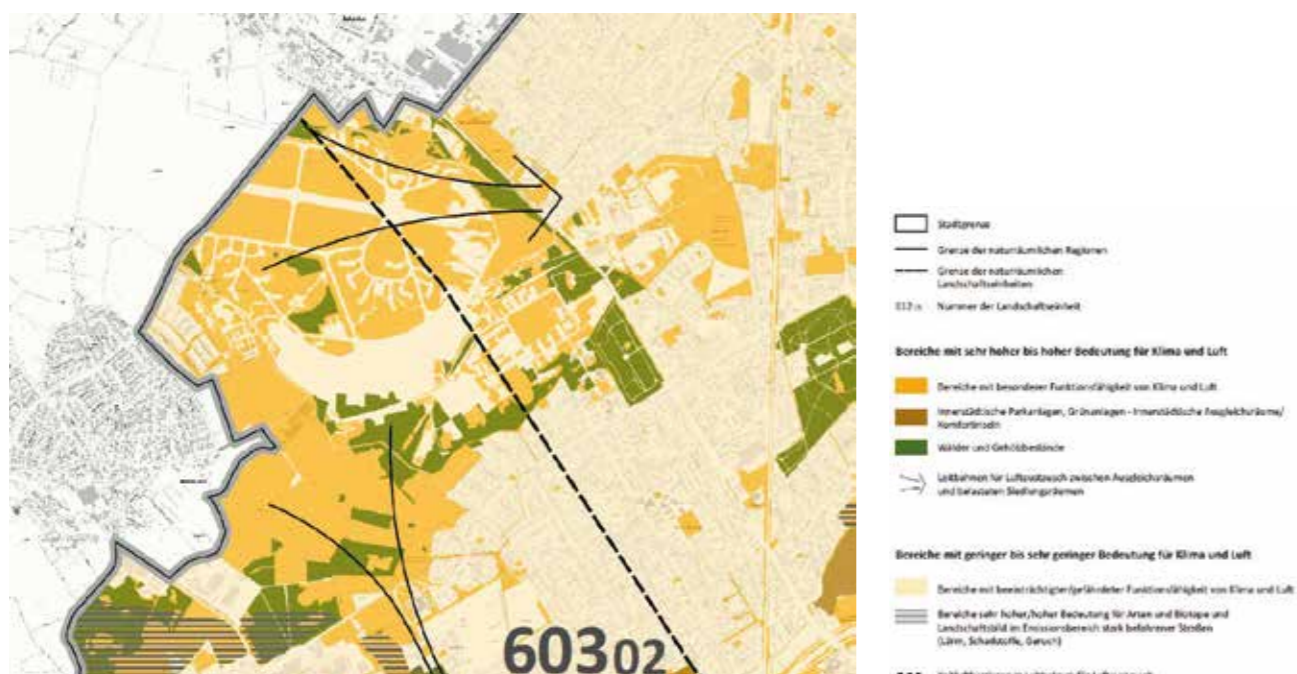 60302
Stadtgrenze
Grenze der naturräumlichen Regionen
Grenze der naturräumlichen
Landschaftseinheiten
Nummer der Landschaftseinheit
Bereiche mit sehr hoher bis hoher Bedeutung für Klima und Luft
Bereiche mit besonderer Funktionsfähigkeit von Klima und Luft
Innerstädtische Parkanlagen, Grünanlagen - Innerstädtische Ausgleichsräume/
Komfortinseln
Wälder und Gehölzbestände
Leitbahnen für Luftaustausch zwischen Ausgleichsräumen
und belasteten Siedlungsräumen
Bereiche mit geringer bis sehr geringer Bedeutung für Klima und Luft
Bereiche mit beeinträchtigter/gefährdeter Funktionsfähigkeit von Klima und Luft
Bereiche sehr hoher/hoher Bedeutung für Arten und Biotope und
Landschaftsbild im Emissionsbereich stark befahrener Straßen
(Lärm, Schadstoffe, Geruch)